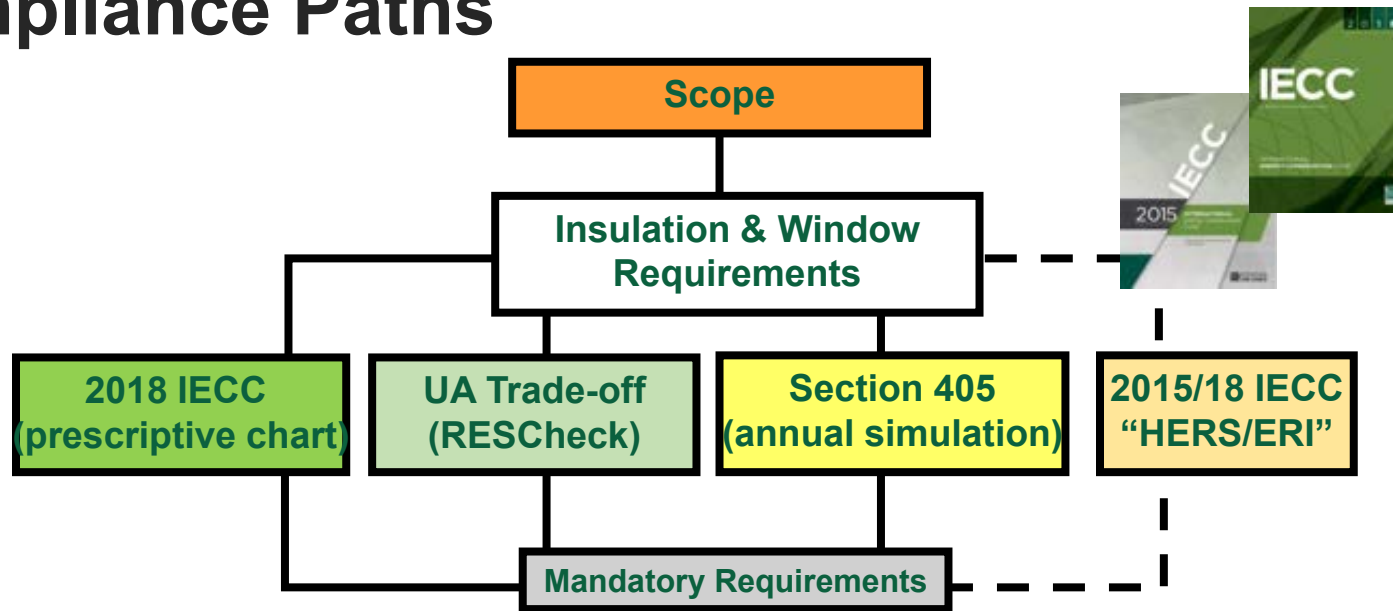 mpliance Paths
Scope
IECC
IECC
2015
Insulation & Window
Requirements
2018 IECC
(prescriptive chart)
UA Trade-off
(RESCheck)
Section 405
(annual simulation)
2015/18 IECC
“HERS/ERI”
Mandatory Requirements